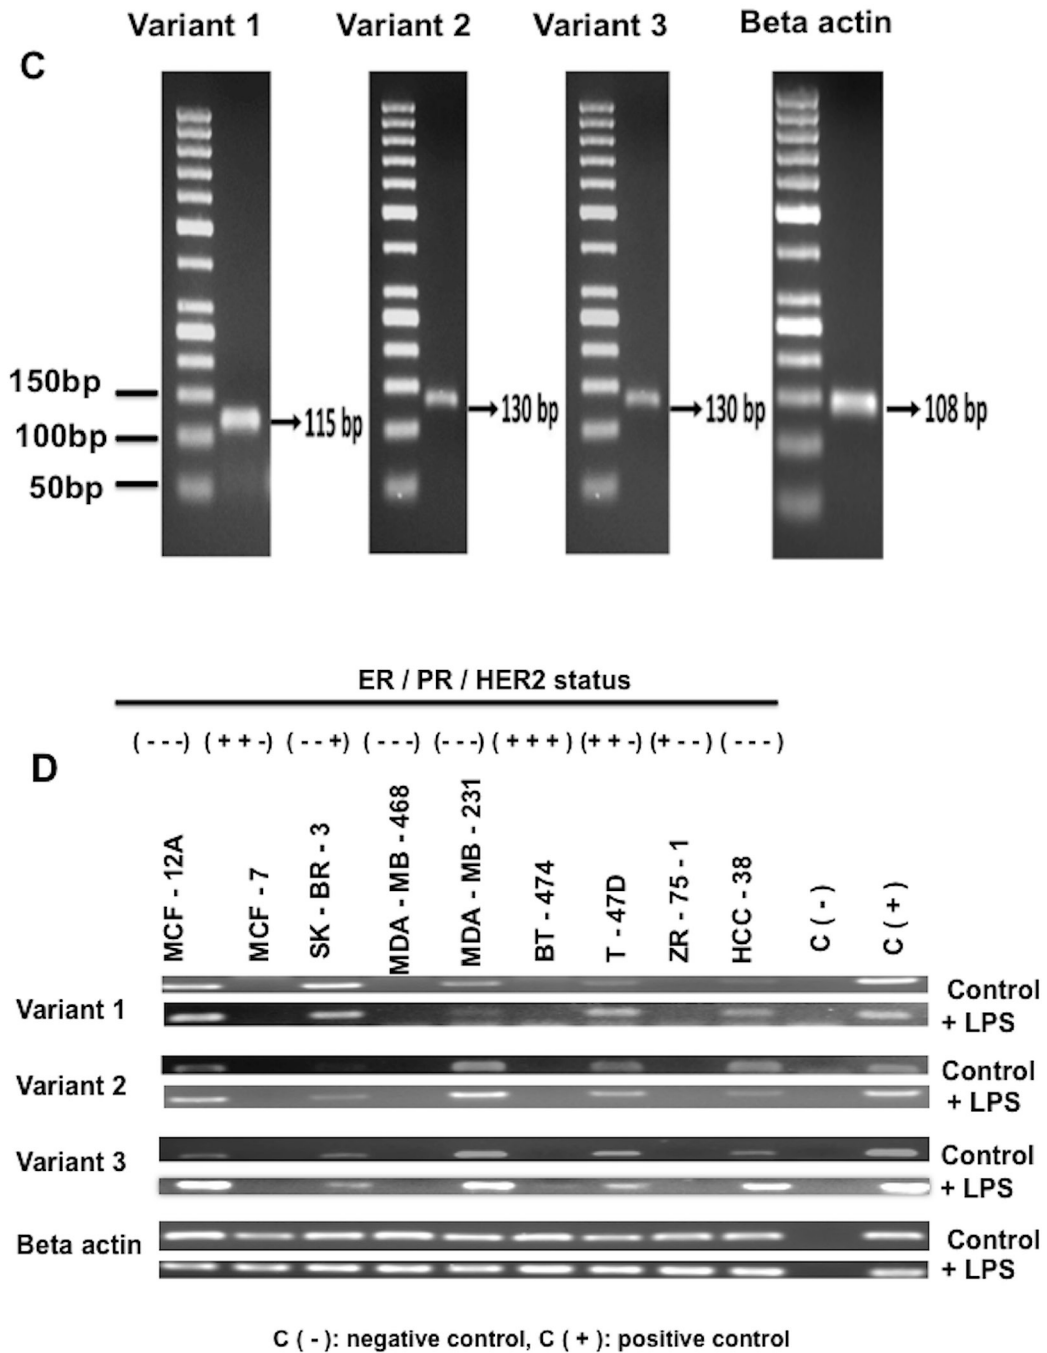 Variant 1 Variant 2 Variant 3 Beta actin
C
150bp
100bp
50bp
115 bp
130 bp
130 bp
108 bp
ER / PR / HER2 status
( - - -) ( + + -) ( - - +) ( - - -) (- - -) ( + + + ) (+ + -) (+ - - ) ( - - - )
D
MCF - 12A
MCF - 7
SK - BR - 3
MDA - MB - 468
MDA - MB - 231
BT - 474
T - 47D
ZR - 75 - 1
HCC - 38
C ( - )
C ( + )
Variant 1
Control
+ LPS
Variant 2
Control
+ LPS
Variant 3
Control
+ LPS
Beta actin
Control
+ LPS
C ( - ): negative control, C ( + ): positive control